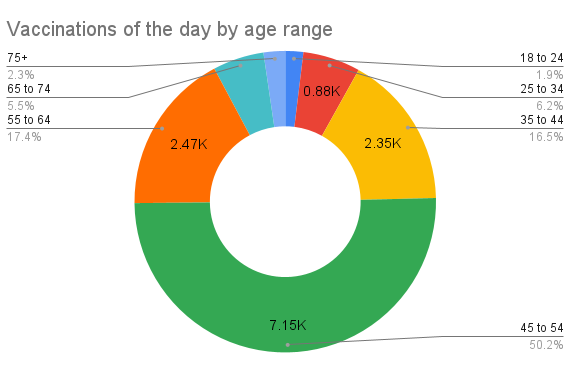 Vaccinations of the day by age range
75+
2.3%
65 to 74
5.5%
55 to 64
17.4%
18 to 24
1.9%
25 to 34
6.2%
35 to 44
16.5%
45 to 54
50.2%
0.88K
2.35K
2.47K
7.15K